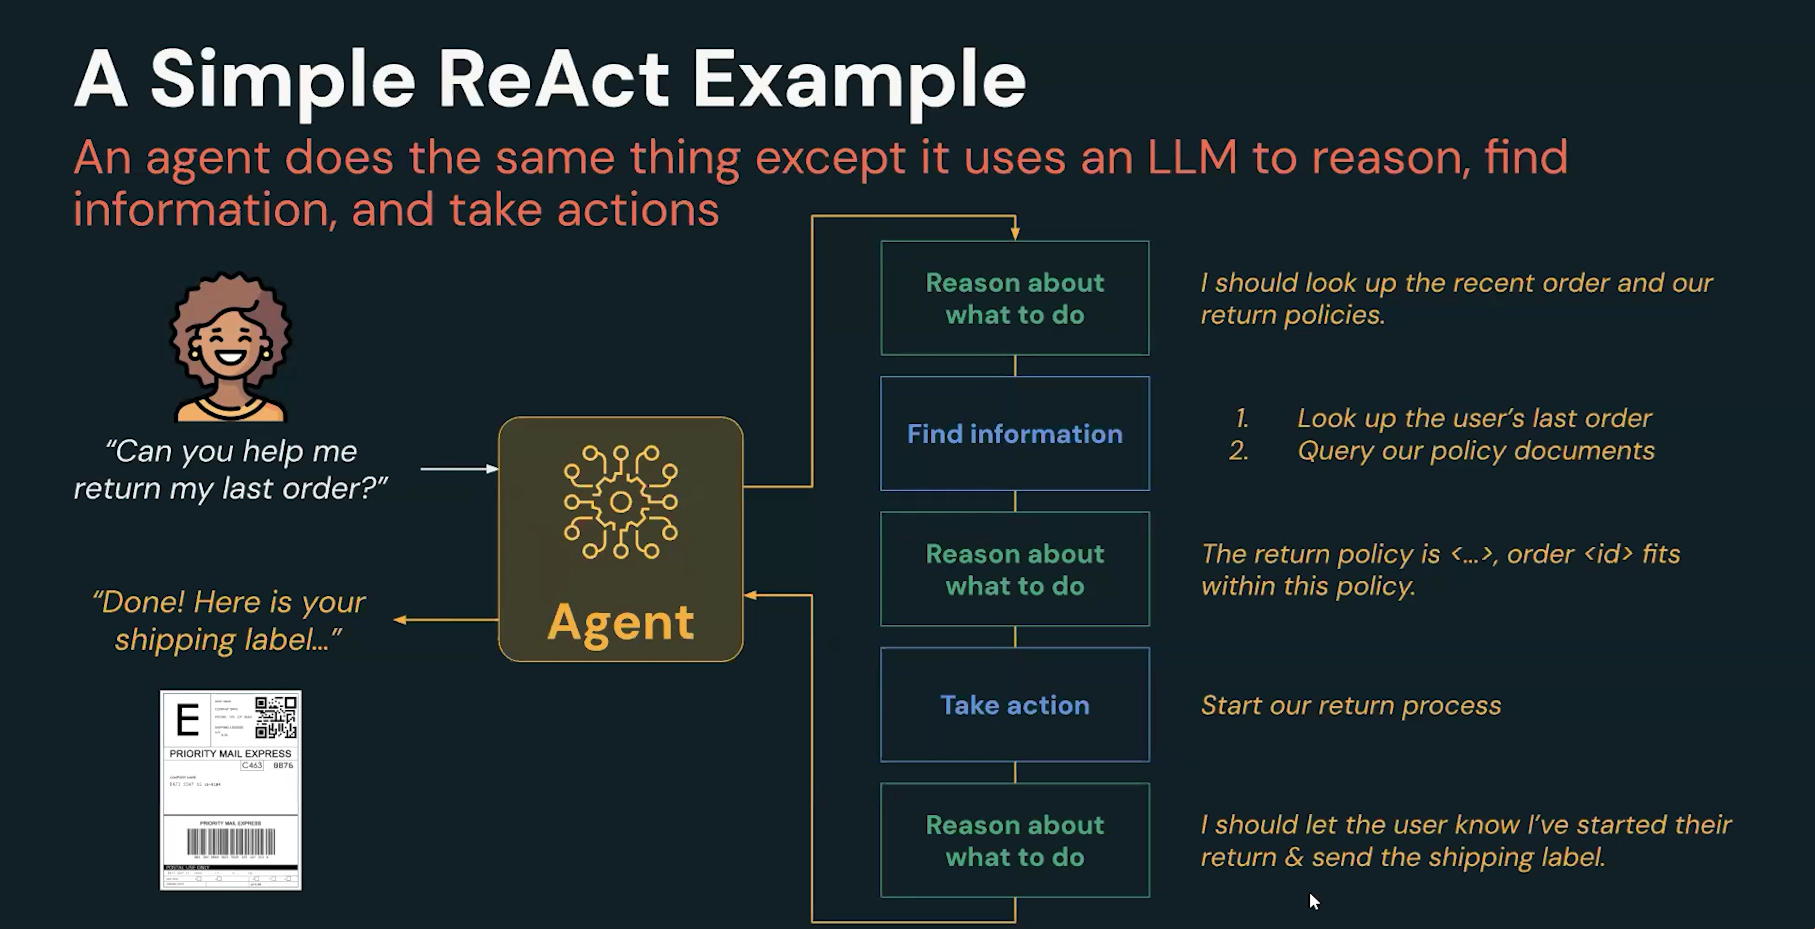 A Simple ReAct Example
An agent does the same thing except it uses an LLM to reason, find
information, and take actions
“Can you help me
return my last order?”
“Done! Here is your
shipping label...”
E
PRIORITY MAIL EXPRESS
C463 8876
PRIORITY MAIL EXPRESS
Agent
Reason about
what to do
I should look up the recent order and our
return policies.
Find information
1. Look up the user’s last order
2. Query our policy documents
Reason about
what to do
The return policy is <...>, order <id> fits
within this policy.
Take action
Start our return process
Reason about
what to do
I should let the user know I’ve started their
return & send the shipping label.